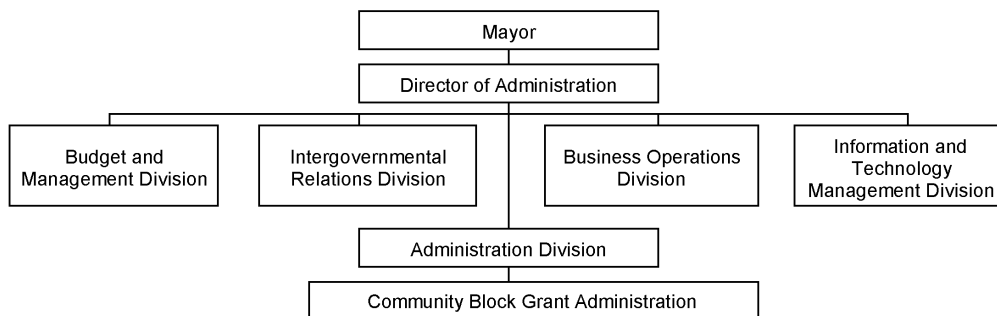 Mayor
Director of Administration
Budget and
Management Division
Intergovernmental
Relations Division
Business Operations
Division
Information and
Technology
Management Division
Administration Division
Community Block Grant Administration